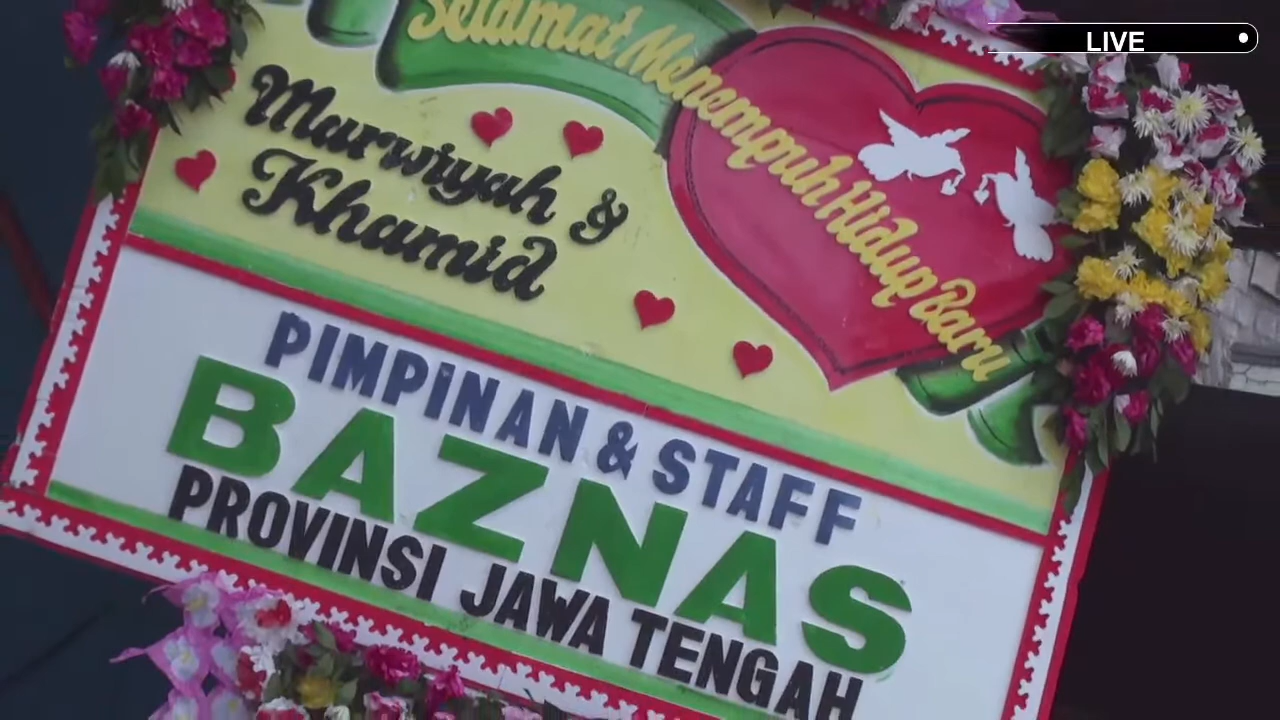 LIVE
Selamat Menempuh Hidup Baru
Marwiyah &
Khamid
PIMPINAN & STAFF
BAZNAS
PROVINSI JAWA TENGAH